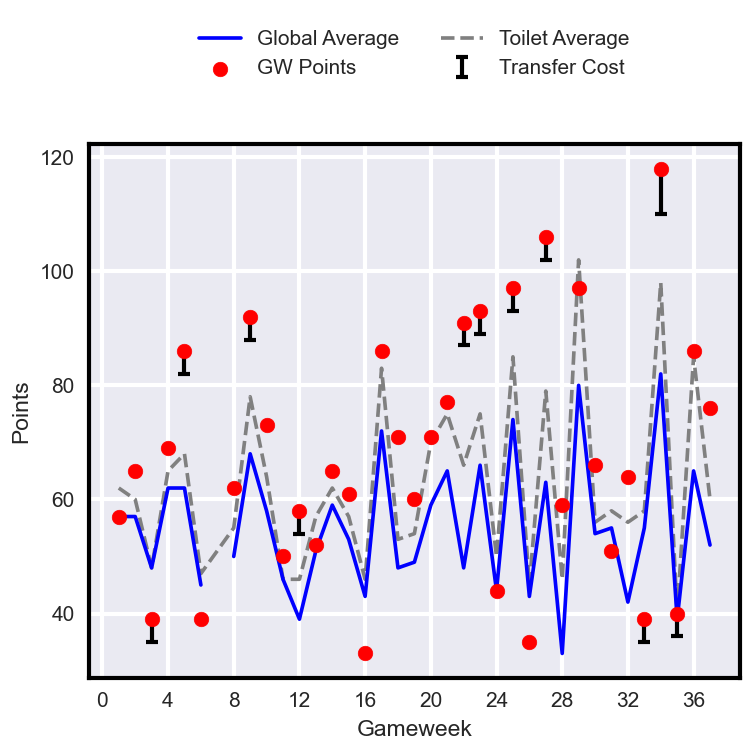 Global Average
Toilet Average
GW Points
Transfer Cost
120
100
80
60
40
Points
0 4 8 12 16 20 24 28 32 36
Gameweek